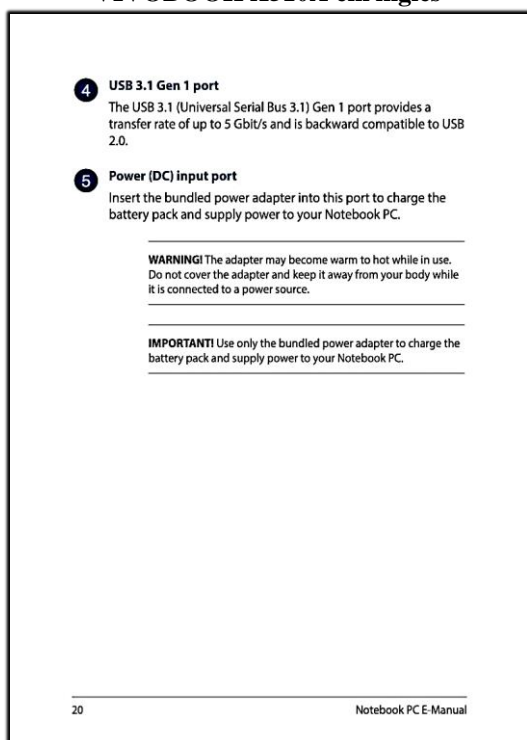 4 USB 3.1 Gen 1 port
The USB 3.1 (Universal Serial Bus 3.1) Gen 1 port provides a
transfer rate of up to 5 Gbit/s and is backward compatible to USB
2.0.
5 Power (DC) input port
Insert the bundled power adapter into this port to charge the
battery pack and supply power to your Notebook PC.
WARNING! The adapter may become warm to hot while in use.
Do not cover the adapter and keep it away from your body while
it is connected to a power source.
IMPORTANT! Use only the bundled power adapter to charge the
battery pack and supply power to your Notebook PC.
20 Notebook PC E-Manual